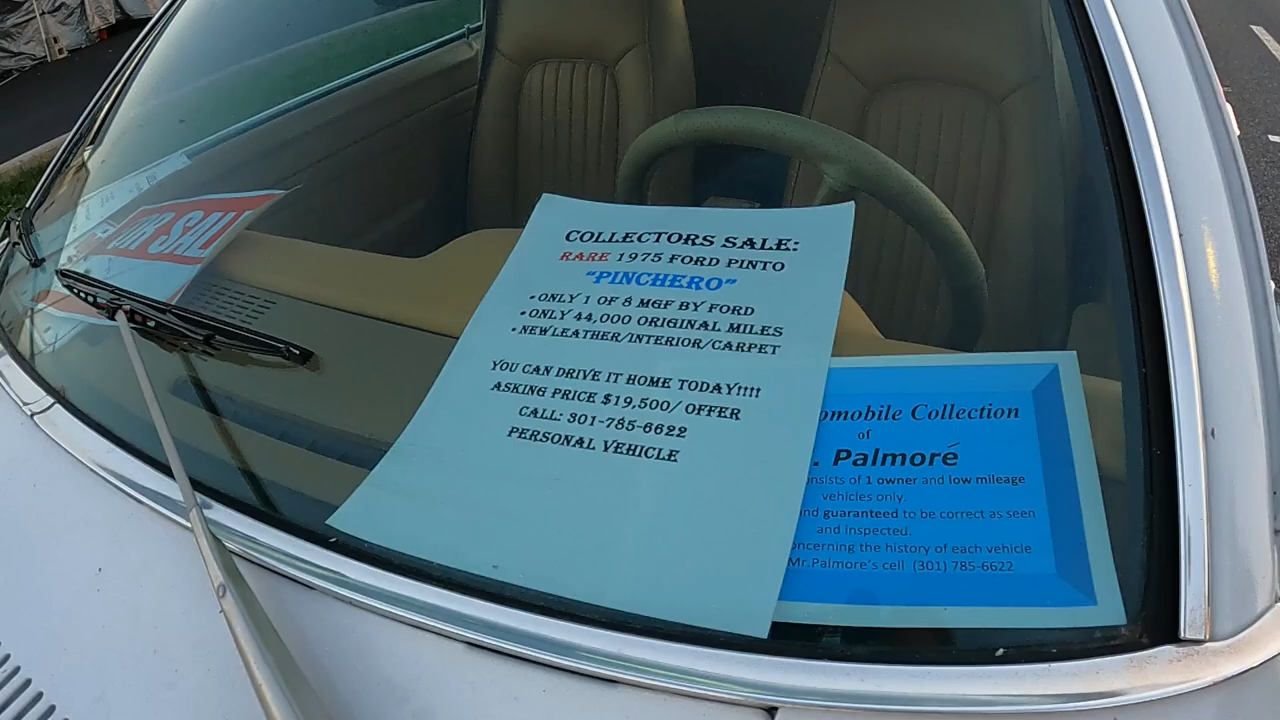 OR SALE
COLLECTORS SALE:
RARE 1975 FORD PINTO
"PINCHERO"
• ONLY 1 OF 8 MGF BY FORD
• ONLY 44,000 ORIGINAL MILES
• NEW LEATHER/INTERIOR/CARPET
YOU CAN DRIVE IT HOME TODAY!!!!
ASKING PRICE $19,500/ OFFER
CALL: 301-785-6622
PERSONAL VEHICLE
omobile Collection
of
. Palmoré
nsists of 1 owner and low mileage
vehicles only.
nd guaranteed to be correct as seen
and inspected.
oncerning the history of each vehicle
Mr.Palmore's cell (301) 785-6622